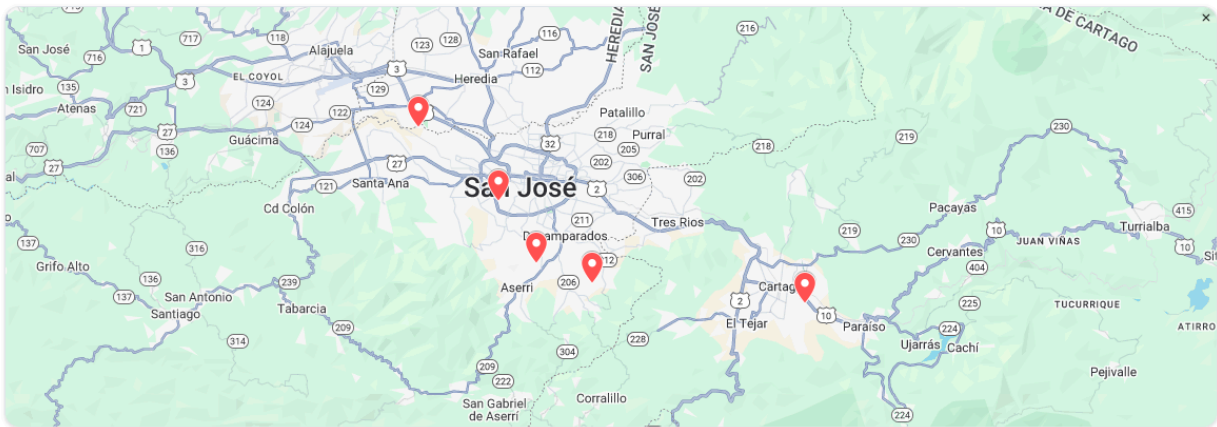 A DE CARTAGO
×
HEREDIA
SAN JOSÉ
216
118
717
1
123
128
116
San José
Alajuela
San Rafael
716
3
3
112
EL COYOL
Heredia
n Isidro
135
129
Atenas
721
124
122
Patalillo
230
27
124
32
218
Purral
219
Guácima
205
707
136
202
218
27
27
306
121
Santa Ana
San José
2
202
Pacayas
415
Cd Colón
211
Tres Ríos
219
10
Turrialba
137
316
Desamparados
230
JUAN VIÑAS
10
Cervantes
Grifo Alto
212
404
136
239
206
Sit
137
San Antonio
Aserri
Cartago
225
Santiago
Tabarcia
2
TUCURRIQUE
209
El Tejar
10
Paraíso
224
ATIRRO
314
228
Ujarrás
Cachí
304
209
222
Pejivalle
San Gabriel
de Aserrí
Corralillo
224